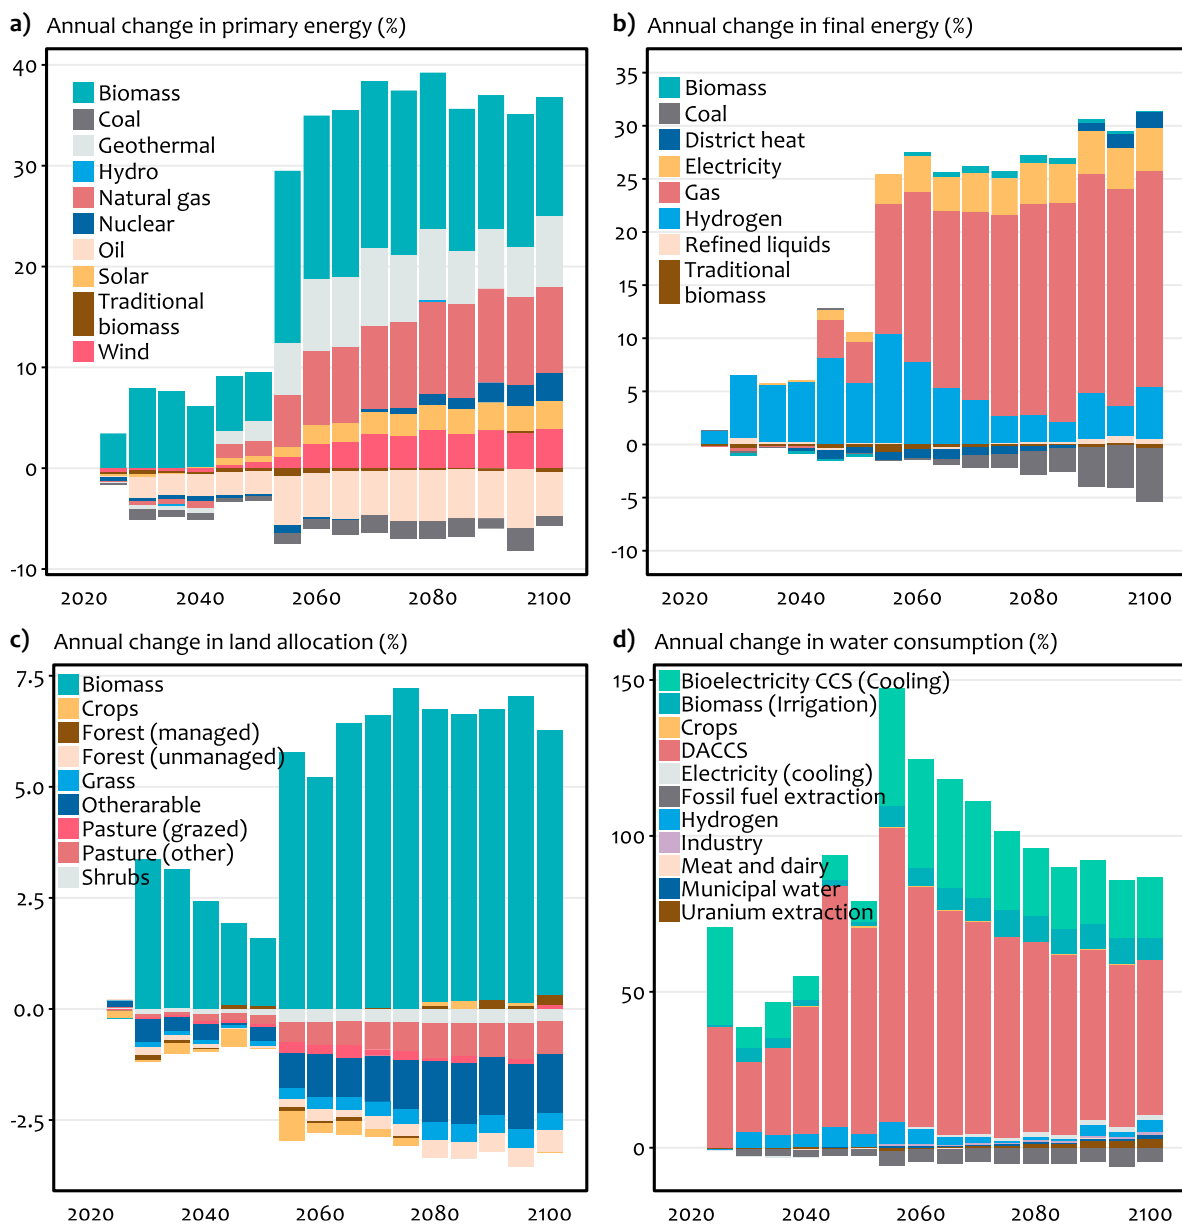 a) Annual change in primary energy (%)
40
30
20
10
0
-10
Biomass
Coal
Geothermal
Hydro
Natural gas
Nuclear
Oil
Solar
Traditional
biomass
Wind
2020 2040 2060 2080 2100
b) Annual change in final energy (%)
35
30
25
20
15
10
5
0
-5
-10
Biomass
Coal
District heat
Electricity
Gas
Hydrogen
Refined liquids
Traditional
biomass
2020 2040 2060 2080 2100
c) Annual change in land allocation (%)
7.5
5.0
2.5
0.0
-2.5
Biomass
Crops
Forest (managed)
Forest (unmanaged)
Grass
Otherarable
Pasture (grazed)
Pasture (other)
Shrubs
2020 2040 2060 2080 2100
d) Annual change in water consumption (%)
150
100
50
0
Bioelectricity CCS (Cooling)
Biomass (Irrigation)
Crops
DACCS
Electricity (cooling)
Fossil fuel extraction
Hydrogen
Industry
Meat and dairy
Municipal water
Uranium extraction
2020 2040 2060 2080 2100